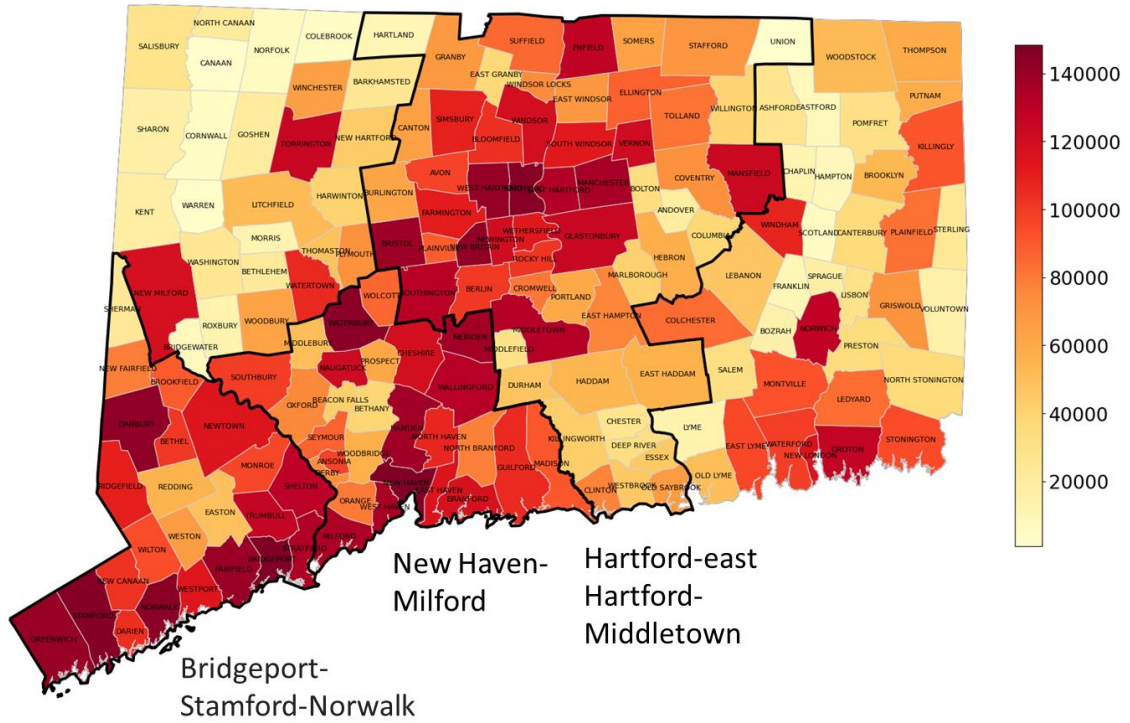 NORTH CANAAN
SALISBURY
CANAAN
NORFOLK
COLEBROOK
HARTLAND
GRANBY
SUFFIELD
ENFIELD
SOMERS
STAFFORD
UNION
WOODSTOCK
THOMPSON
WINCHESTER
BARKHAMSTED
EAST GRANBY
WINDSOR LOCKS
EAST WINDSOR
ELLINGTON
TOLLAND
WILLINGTON
ASHFORD
EASTFORD
POMFRET
PUTNAM
SHARON
CORNWALL
GOSHEN
TORRINGTON
NEW HARTFORD
CANTON
SIMSBURY
BLOOMFIELD
WINDSOR
SOUTH WINDSOR
VERNON
KILLINGLY
KENT
WARREN
LITCHFIELD
HARWINTON
BURLINGTON
AVON
WEST HARTFORD
EAST HARTFORD
MANCHESTER
BOLTON
COVENTRY
MANSFIELD
CHAPLIN
HAMPTON
BROOKLYN
MORRIS
FARMINGTON
WETHERSFIELD
GLASTONBURY
ANDOVER
COLUMBIA
WINDHAM
SCOTLAND
CANTERBURY
PLAINFIELD
STERLING
WASHINGTON
BETHLEHEM
THOMASTON
PLYMOUTH
BRISTOL
PLAINVILLE
NEW BRITAIN
NEWINGTON
ROCKY HILL
HEBRON
MARLBOROUGH
LEBANON
FRANKLIN
SPRAGUE
LISBON
GRISWOLD
VOLUNTOWN
SHERMAN
NEW MILFORD
ROXBURY
WOODBURY
WATERTOWN
WATERBURY
WOLCOTT
SOUTHINGTON
BERLIN
CROMWELL
PORTLAND
EAST HAMPTON
COLCHESTER
BOZRAH
NORWICH
PRESTON
BRIDGEWATER
MIDDLEBURY
NAUGATUCK
PROSPECT
CHESHIRE
MERIDEN
MIDDLEFIELD
MIDDLETOWN
NEW FAIRFIELD
BROOKFIELD
SOUTHBURY
OXFORD
BEACON FALLS
BETHANY
WALLINGFORD
DURHAM
HADDAM
EAST HADDAM
SALEM
MONTVILLE
LEDYARD
NORTH STONINGTON
DANBURY
BETHEL
NEWTOWN
SEYMOUR
WOODBRIDGE
HAMDEN
NORTH HAVEN
NORTH BRANFORD
GUILFORD
MADISON
KILLINGWORTH
CHESTER
DEEP RIVER
ESSEX
LYME
EAST LYME
WATERFORD
NEW LONDON
GROTON
STONINGTON
RIDGEFIELD
REDDING
MONROE
SHELTON
ANSONIA
DERBY
ORANGE
WEST HAVEN
NEW HAVEN
EAST HAVEN
BRANFORD
CLINTON
WESTBROOK
OLD SAYBROOK
OLD LYME
WILTON
WESTON
EASTON
TRUMBULL
STRATFORD
MILFORD
NEW CANAAN
NORWALK
WESTPORT
FAIRFIELD
BRIDGEPORT
GREENWICH
STAMFORD
DARIEN
New Haven-
Milford
Hartford-east
Hartford-
Middletown
Bridgeport-
Stamford-Norwalk
140000
120000
100000
80000
60000
40000
20000